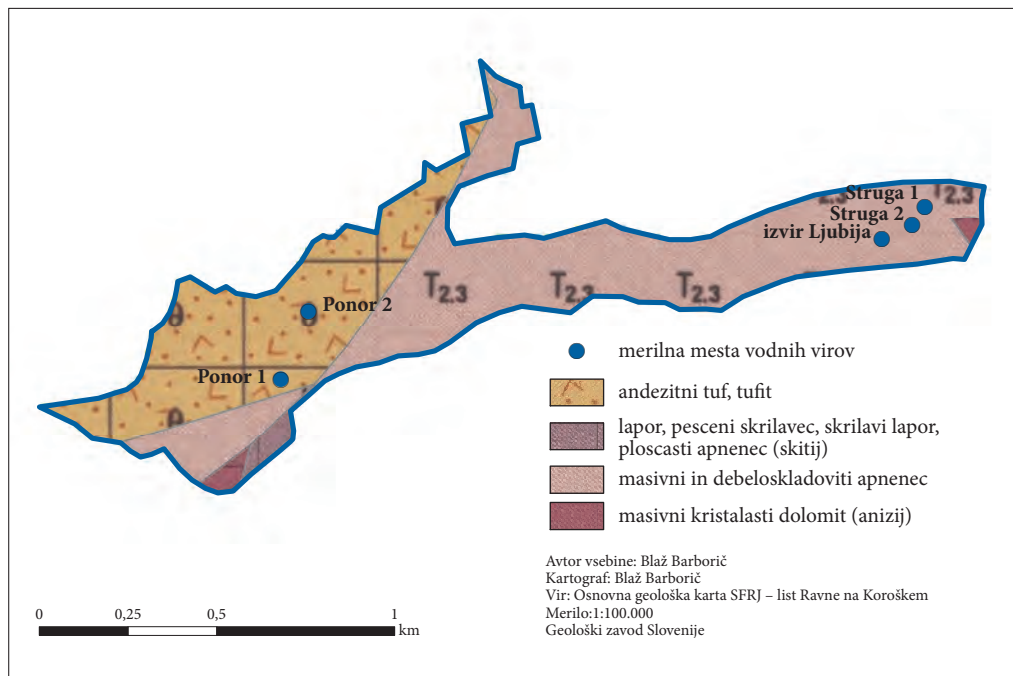 Struga 1
2.3
T2.3
Struga 2
izvir Ljubija
T2.3
T2.3
T2.3
Ponor 2
θ
θ
Ponor 1
θ
merilna mesta vodnih virov
andezitni tuf, tufit
lapor, pesceni skrilavec, skrilavi lapor,
ploscasti apnenec (skitij)
masivni in debeloskladoviti apnenec
masivni kristalasti dolomit (anizij)
Avtor vsebine: Blaž Barborič
Kartograf: Blaž Barborič
Vir: Osnovna geološka karta SFRJ – list Ravne na Koroškem
Merilo:1:100.000
Geološki zavod Slovenije
0 0,25 0,5 1
km